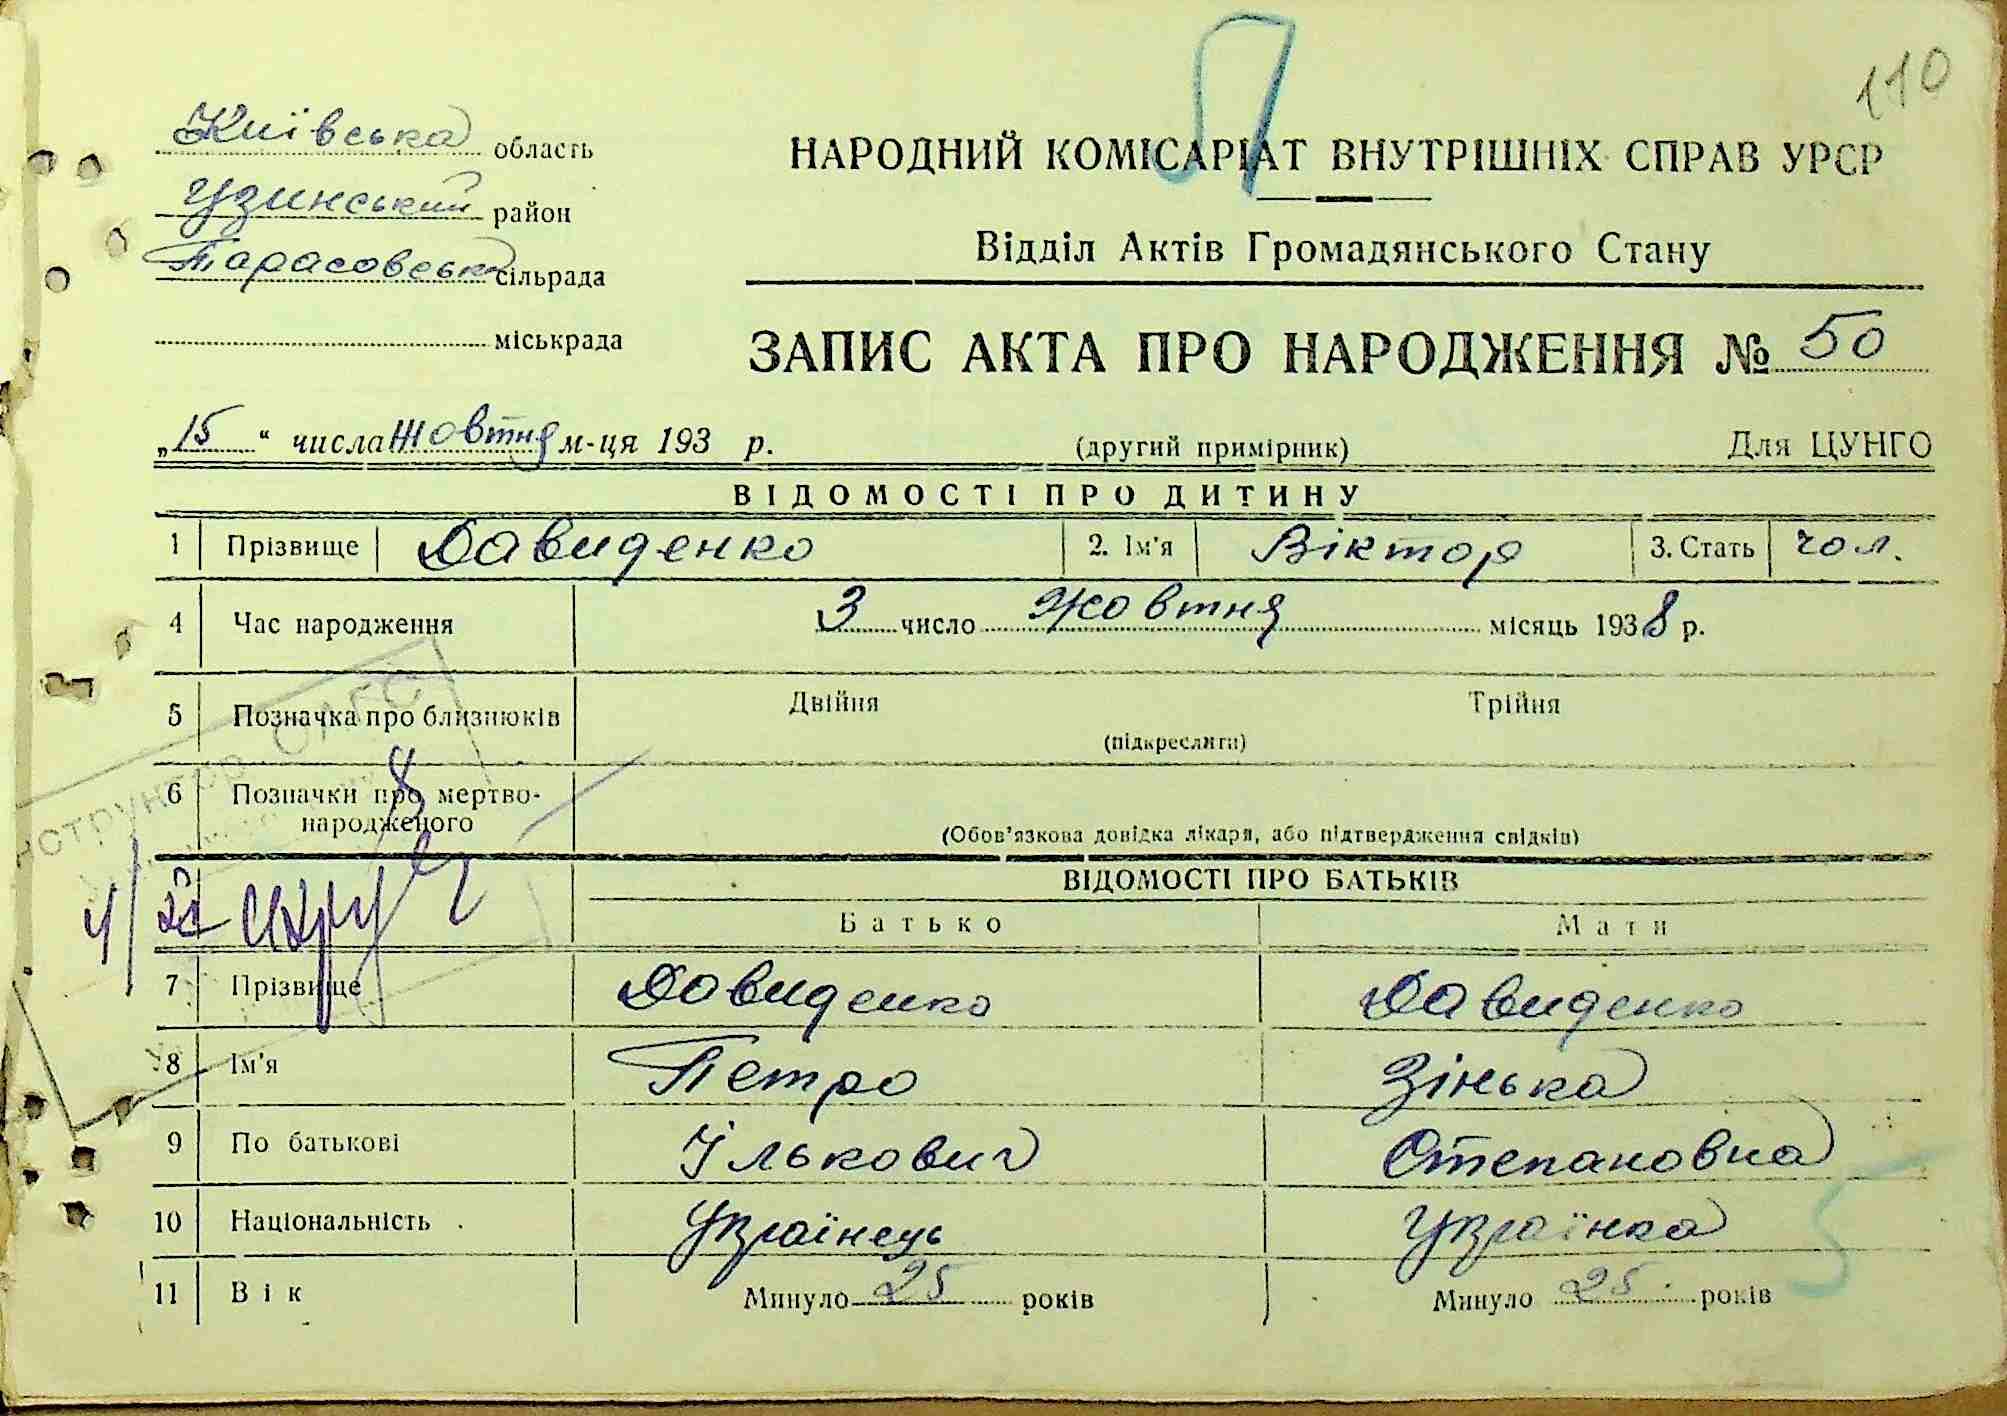 110
Київська область
Узинський район
Тарасовська сільрада
міськрада
НАРОДНИЙ КОМІСАРІАТ ВНУТРІШНІХ СПРАВ УРСР
Відділ Актів Громадянського Стану
ЗАПИС АКТА ПРО НАРОДЖЕННЯ № 50
„15“ числа Жовтня м-ця 193 р. (другий примірник) Для ЦУНГО
ВІДОМОСТІ ПРО ДИТИНУ
1 Прізвище Давиденко 2. Ім'я Віктор 3. Стать чол.
4 Час народження 3 число Жовтня місяць 1938 р.
5 Позначка про близнюків Двійня Трійня
(підкреслити)
6 Позначки про мертво-
народженого (Обов'язкова довідка лікаря, або підтвердження свідків)
ВІДОМОСТІ ПРО БАТЬКІВ
Батько Мати
7 Прізвище Давиденко Давиденко
8 Ім'я Петро Зінька
9 По батькові Ількович Степановна
10 Національність Українець Українка
11 Вік Минуло 25 років Минуло 25 років